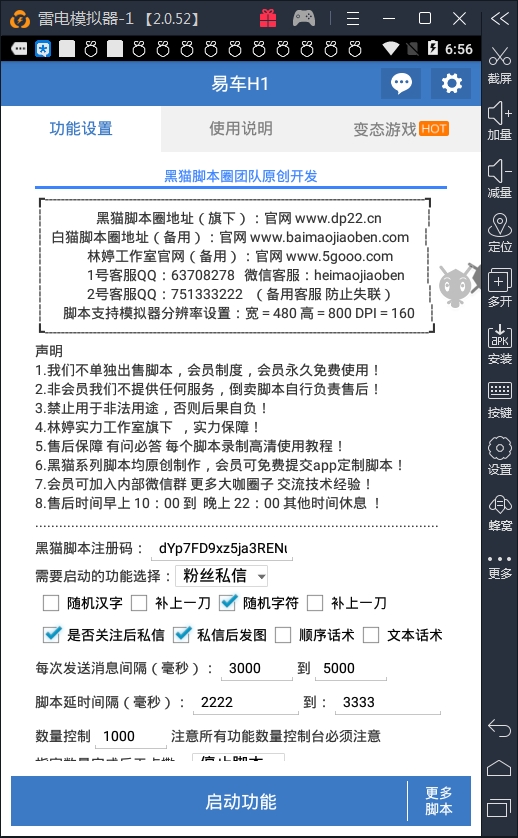 雷电模拟器-1 【2.0.52】
6:56
易车H1
功能设置 使用说明 变态游戏 HOT
黑猫脚本圈团队原创开发
黑猫脚本圈地址（旗下）：官网 www.dp22.cn
白猫脚本圈地址（备用）：官网 www.baimaojiaoben.com
林婷工作室官网（备用）：官网 www.5gooo.com
1号客服QQ：63708278 微信客服：heimaojiaoben
2号客服QQ：751333222 （ 备用客服 防止失联 ）
脚本支持模拟器分辨率设置：宽 = 480 高 = 800 DPI = 160
声明
1.我们不单独出售脚本，会员制度，会员永久免费使用！
2.非会员我们不提供任何服务，倒卖脚本自行负责售后！
3.禁止用于非法用途，否则后果自负！
4.林婷实力工作室旗下 ，实力保障！
5.售后保障 有问必答 每个脚本录制高清使用教程！
6.黑猫系列脚本均原创制作，会员可免费提交app定制脚本！
7.会员可加入内部微信群 更多大咖圈子 交流技术经验！
8.售后时间早上 10：00 到 晚上 22：00 其他时间休息 ！
黑猫脚本注册码： dYp7FD9xz5ja3REN
需要启动的功能选择： 粉丝私信
随机汉字 补上一刀 随机字符 补上一刀
是否关注后私信 私信后发图 顺序话术 文本话术
每次发送消息间隔（毫秒）： 3000 到 5000
脚本延时间隔（毫秒）： 2222 到： 3333
数量控制 1000 注意所有功能数量控制台必须注意
启动功能
更多
脚本
截屏
加量
减量
定位
多开
APK
安装
按键
设置
蜂窝
更多